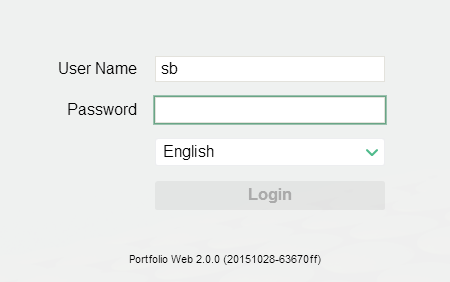 User Name sb
Password
English
Login
Portfolio Web 2.0.0 (20151028-63670ff)